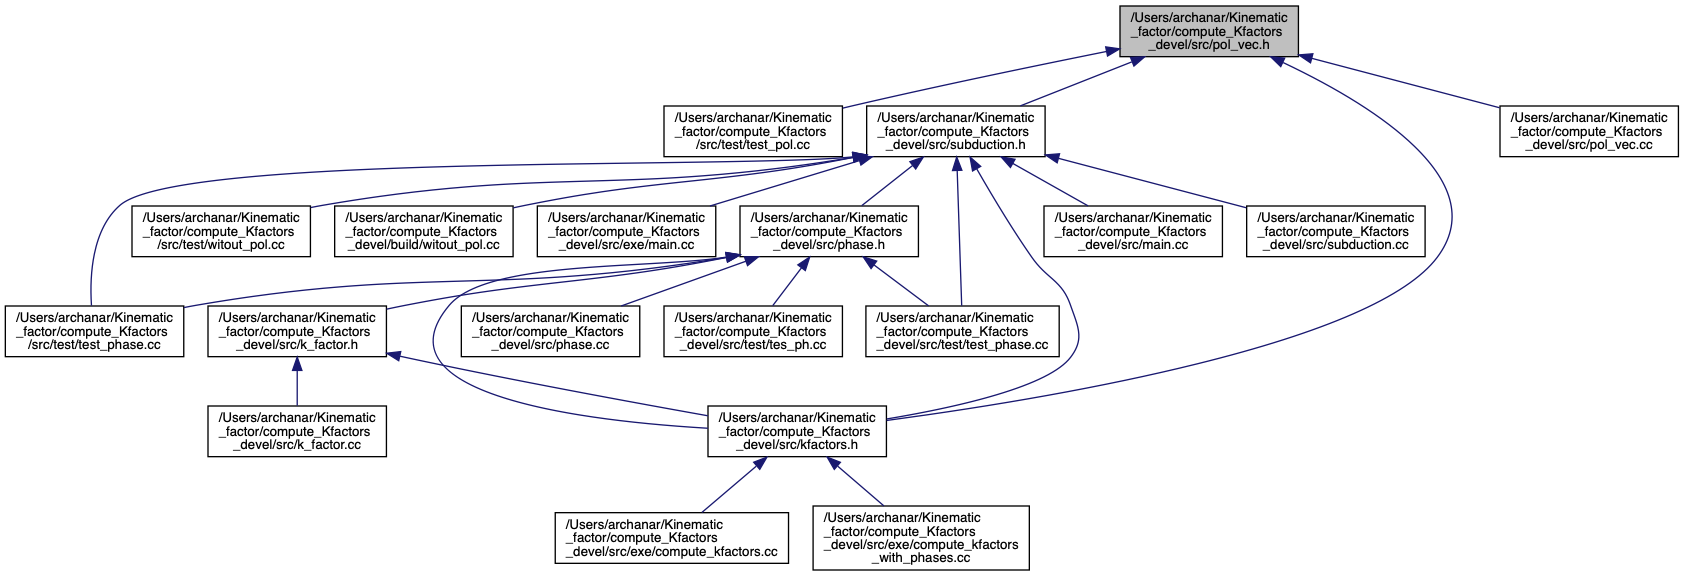 /Users/archanar/Kinematic
_factor/compute_Kfactors
_devel/src/pol_vec.h
/Users/archanar/Kinematic
_factor/compute_Kfactors
/src/test/test_pol.cc
/Users/archanar/Kinematic
_factor/compute_Kfactors
_devel/src/subduction.h
/Users/archanar/Kinematic
_factor/compute_Kfactors
_devel/src/pol_vec.cc
/Users/archanar/Kinematic
_factor/compute_Kfactors
/src/test/witout_pol.cc
/Users/archanar/Kinematic
_factor/compute_Kfactors
_devel/build/witout_pol.cc
/Users/archanar/Kinematic
_factor/compute_Kfactors
_devel/src/exe/main.cc
/Users/archanar/Kinematic
_factor/compute_Kfactors
_devel/src/phase.h
/Users/archanar/Kinematic
_factor/compute_Kfactors
_devel/src/main.cc
/Users/archanar/Kinematic
_factor/compute_Kfactors
_devel/src/subduction.cc
/Users/archanar/Kinematic
_factor/compute_Kfactors
/src/test/test_phase.cc
/Users/archanar/Kinematic
_factor/compute_Kfactors
_devel/src/k_factor.h
/Users/archanar/Kinematic
_factor/compute_Kfactors
_devel/src/phase.cc
/Users/archanar/Kinematic
_factor/compute_Kfactors
_devel/src/test/tes_ph.cc
/Users/archanar/Kinematic
_factor/compute_Kfactors
_devel/src/test/test_phase.cc
/Users/archanar/Kinematic
_factor/compute_Kfactors
_devel/src/k_factor.cc
/Users/archanar/Kinematic
_factor/compute_Kfactors
_devel/src/kfactors.h
/Users/archanar/Kinematic
_factor/compute_Kfactors
_devel/src/exe/compute_kfactors.cc
/Users/archanar/Kinematic
_factor/compute_Kfactors
_devel/src/exe/compute_kfactors
_with_phases.cc